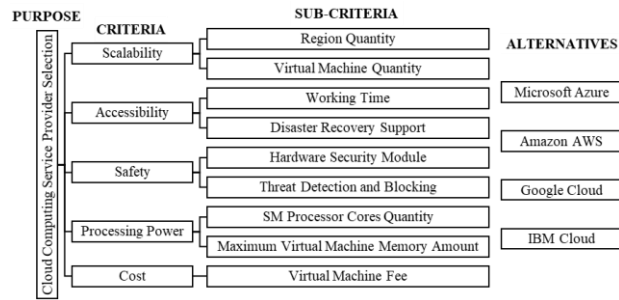 PURPOSE
Cloud Computing Service Provider Selection
CRITERIA
Scalability
Accessibility
Safety
Processing Power
Cost
SUB-CRITERIA
Region Quantity
Virtual Machine Quantity
Working Time
Disaster Recovery Support
Hardware Security Module
Threat Detection and Blocking
SM Processor Cores Quantity
Maximum Virtual Machine Memory Amount
Virtual Machine Fee
ALTERNATIVES
Microsoft Azure
Amazon AWS
Google Cloud
IBM Cloud